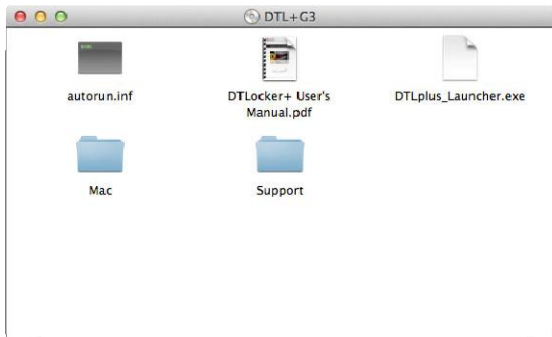 DTL+G3
autorun.inf
DTLocker+ User's
Manual.pdf
DTLplus_Launcher.exe
Mac
Support